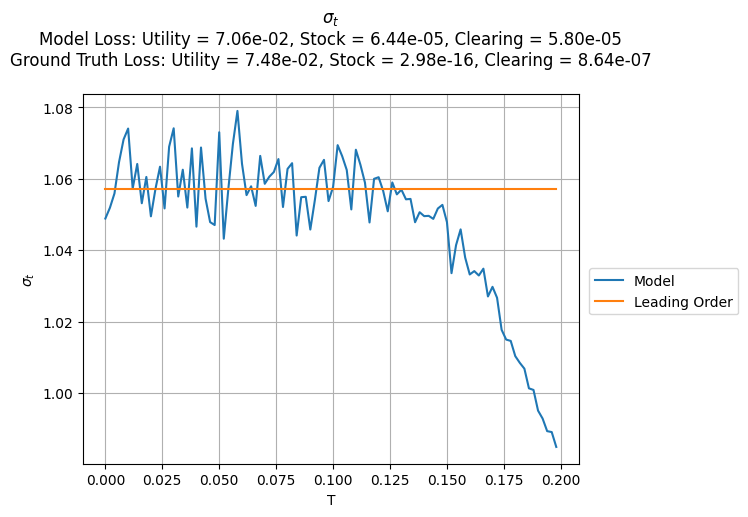 σt
Model Loss: Utility = 7.06e-02, Stock = 6.44e-05, Clearing = 5.80e-05
Ground Truth Loss: Utility = 7.48e-02, Stock = 2.98e-16, Clearing = 8.64e-07
1.08
1.06
1.04
1.02
1.00
σt
0.000 0.025 0.050 0.075 0.100 0.125 0.150 0.175 0.200
T
Model
Leading Order